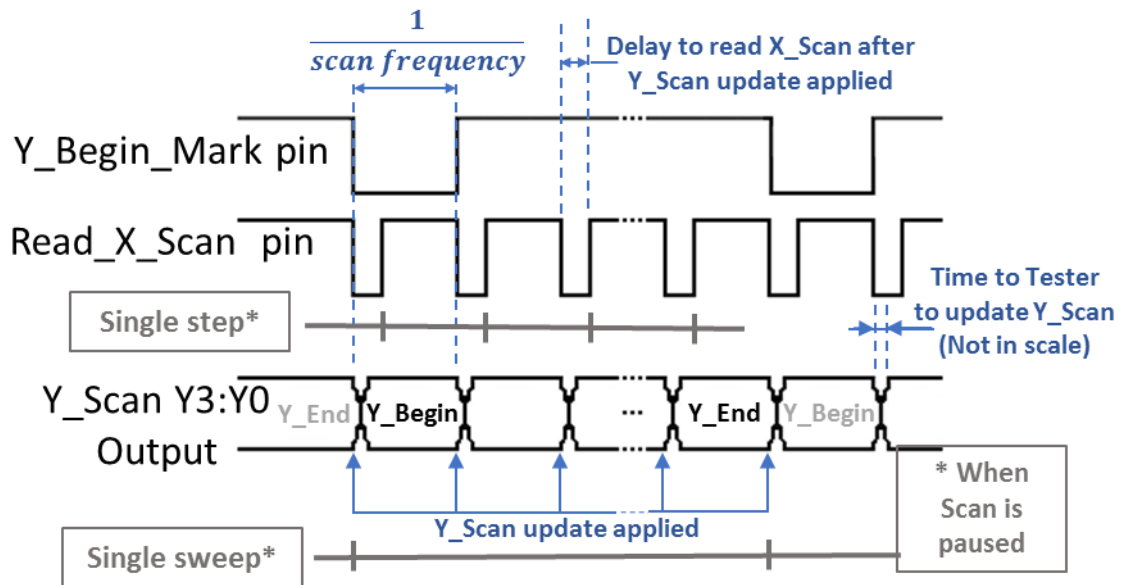 1
scan frequency
Delay to read X_Scan after
Y_Scan update applied
Y_Begin_Mark pin
Read_X_Scan pin
Single step*
Time to Tester
to update Y_Scan
(Not in scale)
Y_Scan Y3:Y0
Output
Y_End
Y_Begin
...
Y_End
Y_Begin
Y_Scan update applied
* When
Scan is
paused
Single sweep*